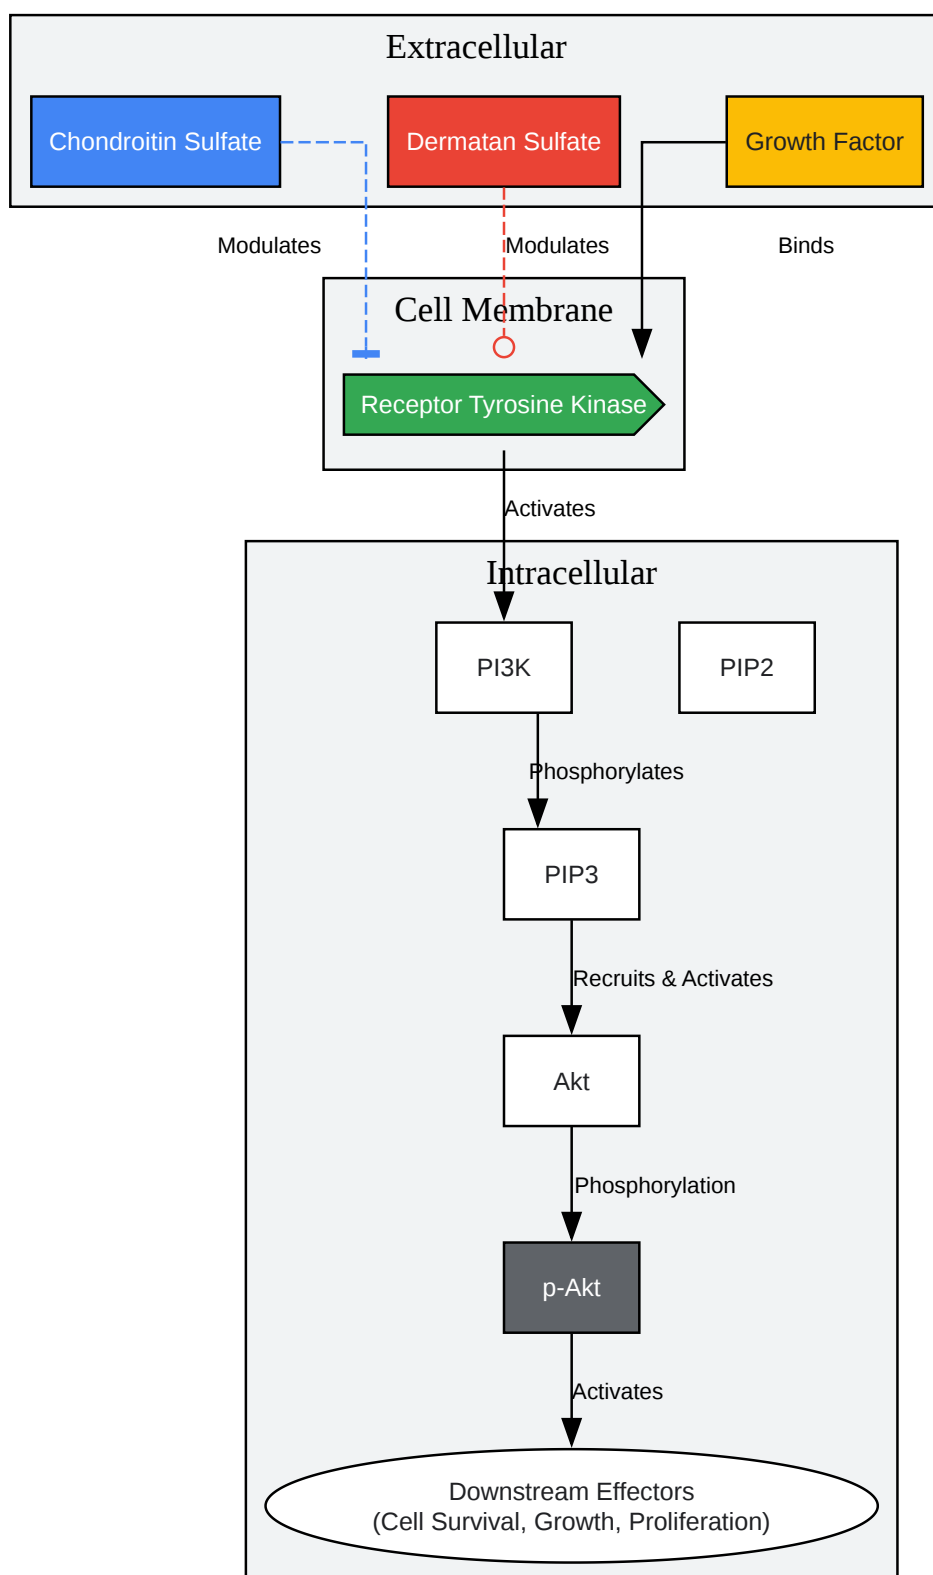 Extracellular
Chondroitin Sulfate
Dermatan Sulfate
Growth Factor
Modulates
Modulates
Binds
Cell Membrane
Receptor Tyrosine Kinase
Activates
Intracellular
PI3K
PIP2
Phosphorylates
PIP3
Recruits & Activates
Akt
Phosphorylation
p-Akt
Activates
Downstream Effectors
(Cell Survival, Growth, Proliferation)